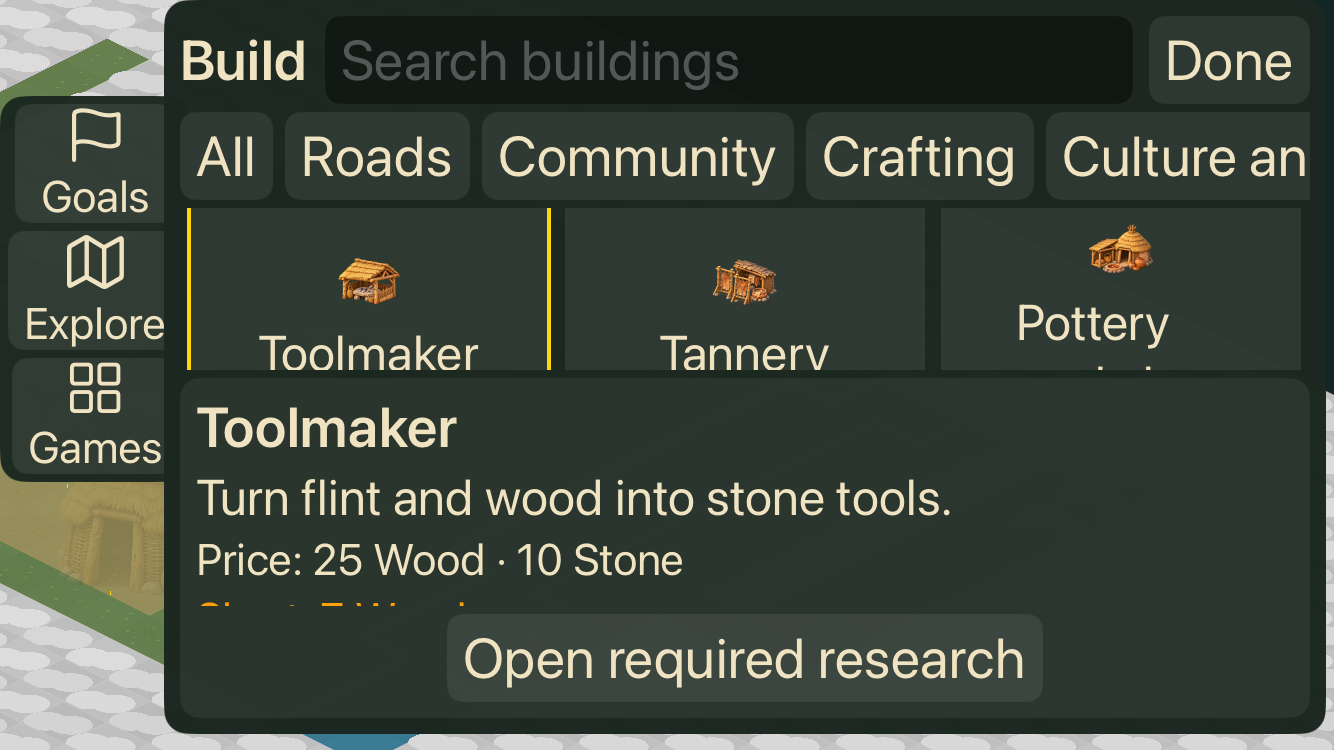 Build
Search buildings
Done
All
Roads
Community
Crafting
Culture an
Goals
Explore
Games
Toolmaker
Tannery
Pottery
Toolmaker
Turn flint and wood into stone tools.
Price: 25 Wood · 10 Stone
Open required research